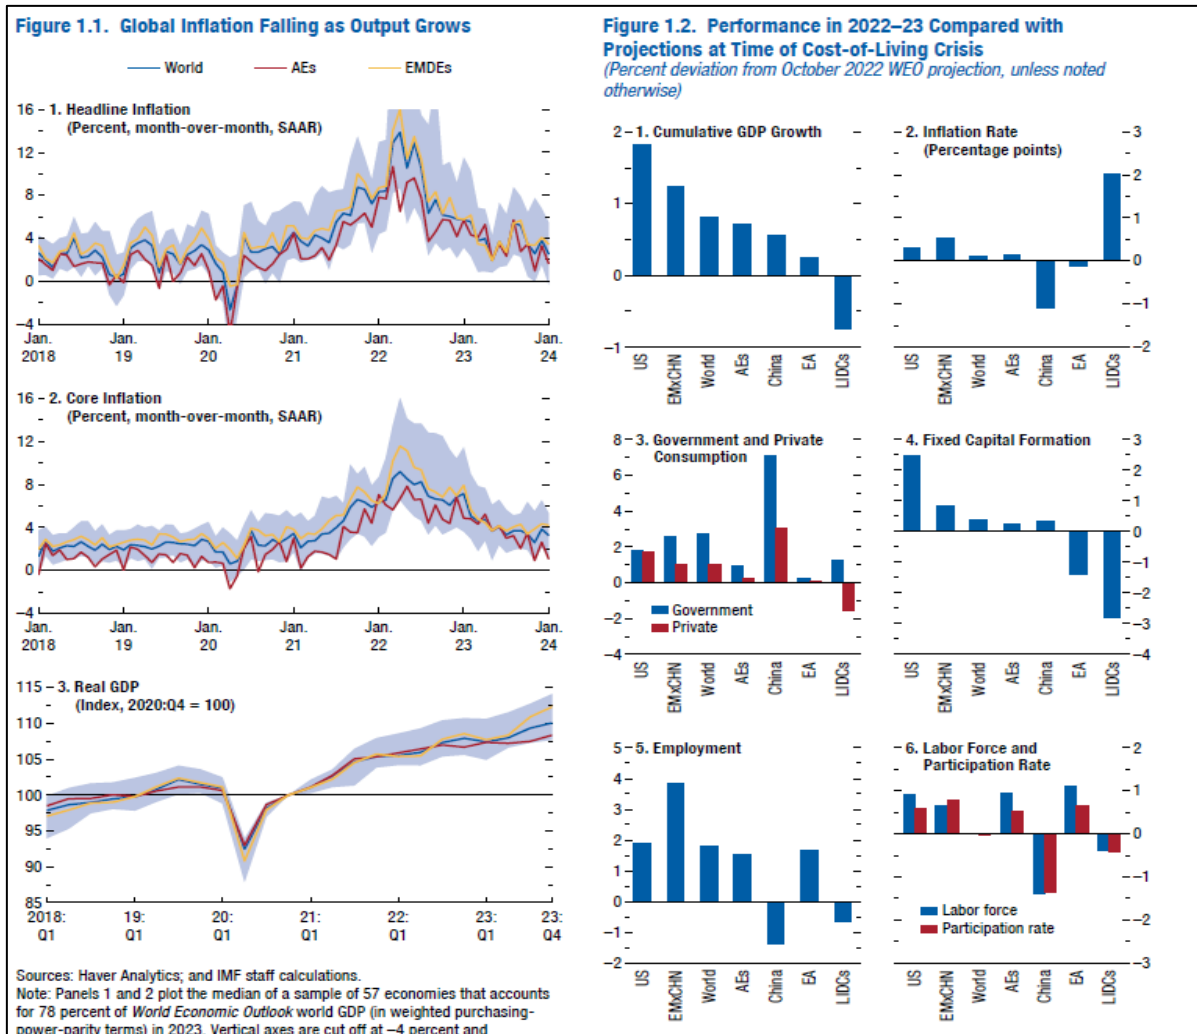 Figure 1.1. Global Inflation Falling as Output Grows
World
AEs
EMDEs
16
1. Headline Inflation
(Percent, month-over-month, SAAR)
12
8
4
0
–4
Jan.
2018
Jan.
19
Jan.
20
Jan.
21
Jan.
22
Jan.
23
Jan.
24
16
2. Core Inflation
(Percent, month-over-month, SAAR)
12
8
4
0
–4
Jan.
2018
Jan.
19
Jan.
20
Jan.
21
Jan.
22
Jan.
23
Jan.
24
115
3. Real GDP
(Index, 2020:Q4 = 100)
110
105
100
95
90
85
2018:
Q1
19:
Q1
20:
Q1
21:
Q1
22:
Q1
23:
Q1
23:
Q4
Sources: Haver Analytics; and IMF staff calculations.
Note: Panels 1 and 2 plot the median of a sample of 57 economies that accounts
for 78 percent of World Economic Outlook world GDP (in weighted purchasing-
power-parity terms) in 2023. Vertical axes are cut off at –4 percent and
Figure 1.2. Performance in 2022–23 Compared with
Projections at Time of Cost-of-Living Crisis
(Percent deviation from October 2022 WEO projection, unless noted
otherwise)
2
1. Cumulative GDP Growth
1
0
–1
US
EMxCHN
World
AEs
China
EA
LIDCs
2. Inflation Rate
(Percentage points)
3
2
1
0
–1
–2
US
EMxCHN
World
AEs
China
EA
LIDCs
8
3. Government and Private
Consumption
6
4
2
0
–2
–4
Government
Private
US
EMxCHN
World
AEs
China
EA
LIDCs
4. Fixed Capital Formation
3
2
1
0
–1
–2
–3
–4
US
EMxCHN
World
AEs
China
EA
LIDCs
5
5. Employment
4
3
2
1
0
–1
–2
US
EMxCHN
World
AEs
China
EA
LIDCs
6. Labor Force and
Participation Rate
2
1
0
–1
–2
–3
Labor force
Participation rate
US
EMxCHN
World
AEs
China
EA
LIDCs